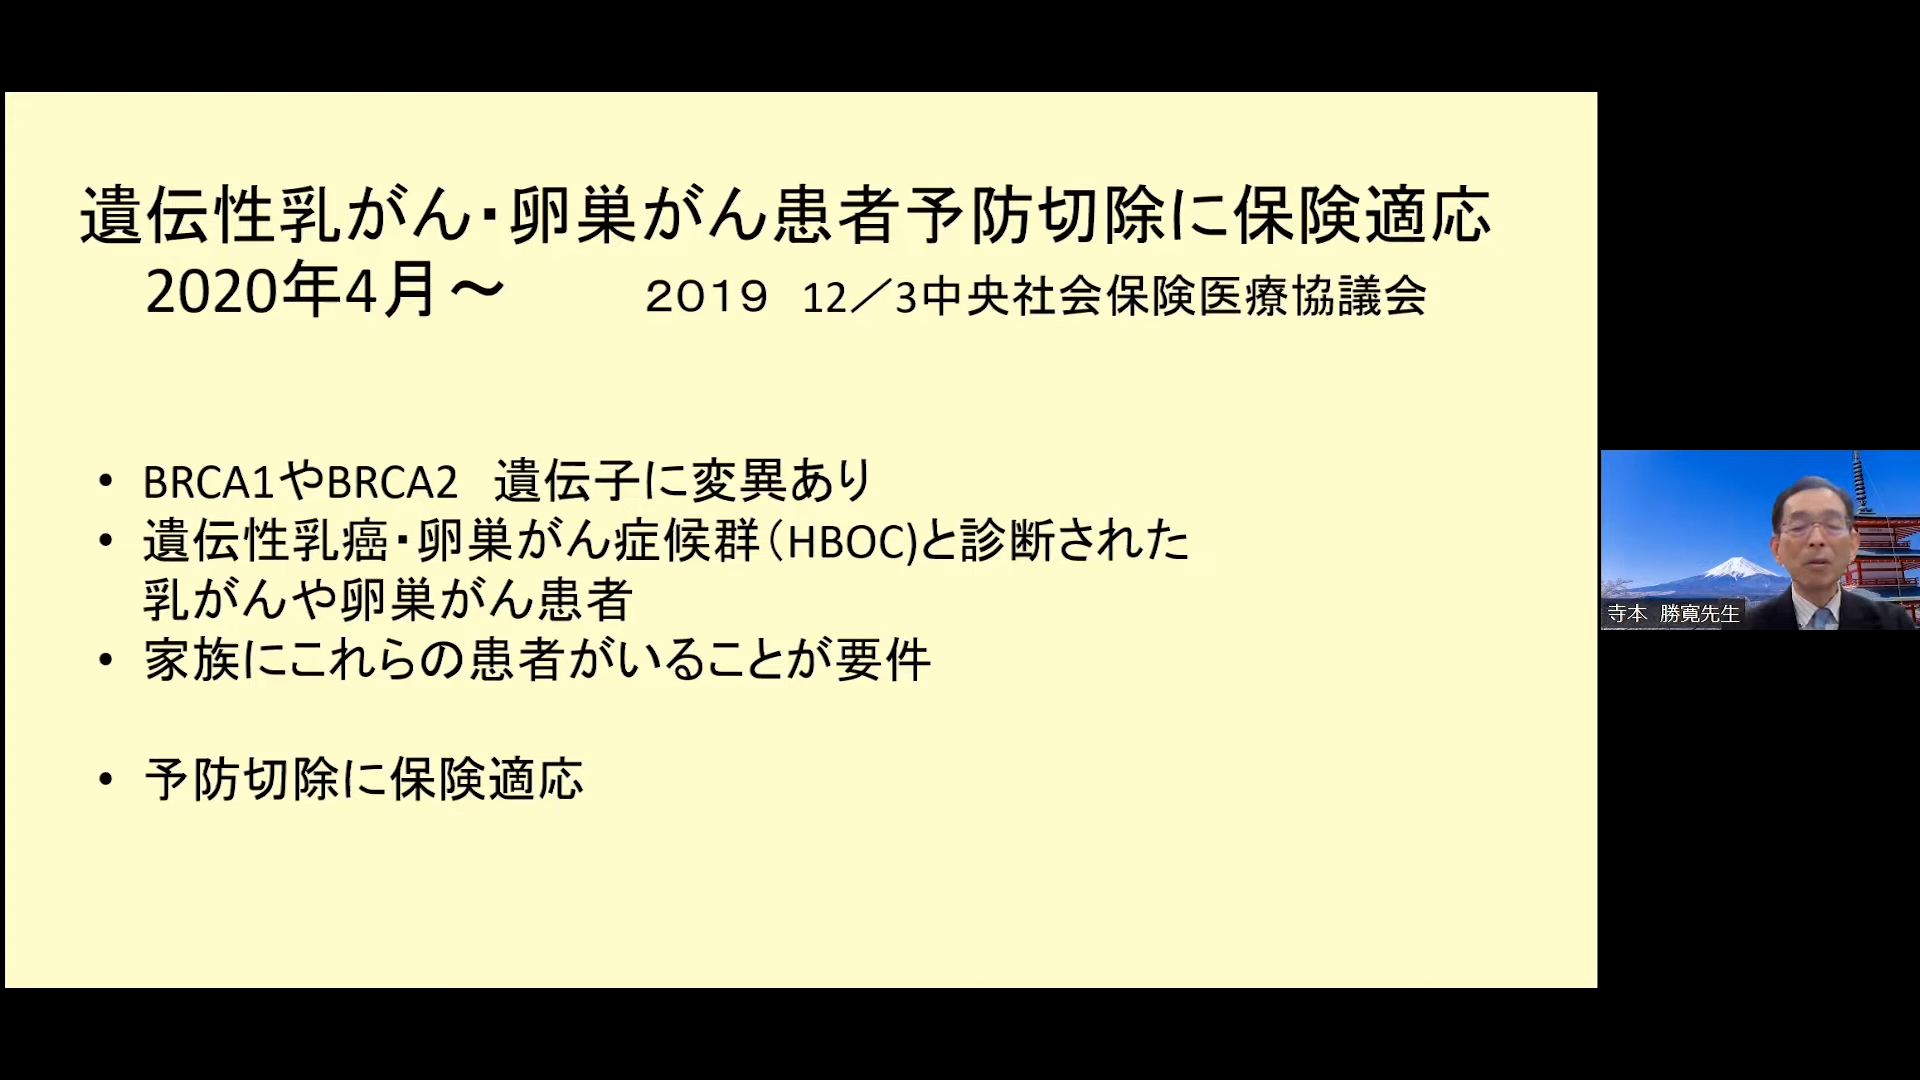 遺伝性乳がん・卵巣がん患者予防切除に保険適応
2020年4月～　　２０１９　12／3中央社会保険医療協議会
• BRCA1やBRCA2　遺伝子に変異あり
• 遺伝性乳癌・卵巣がん症候群（HBOC)と診断された
乳がんや卵巣がん患者
• 家族にこれらの患者がいることが要件
• 予防切除に保険適応
寺本　勝寛先生